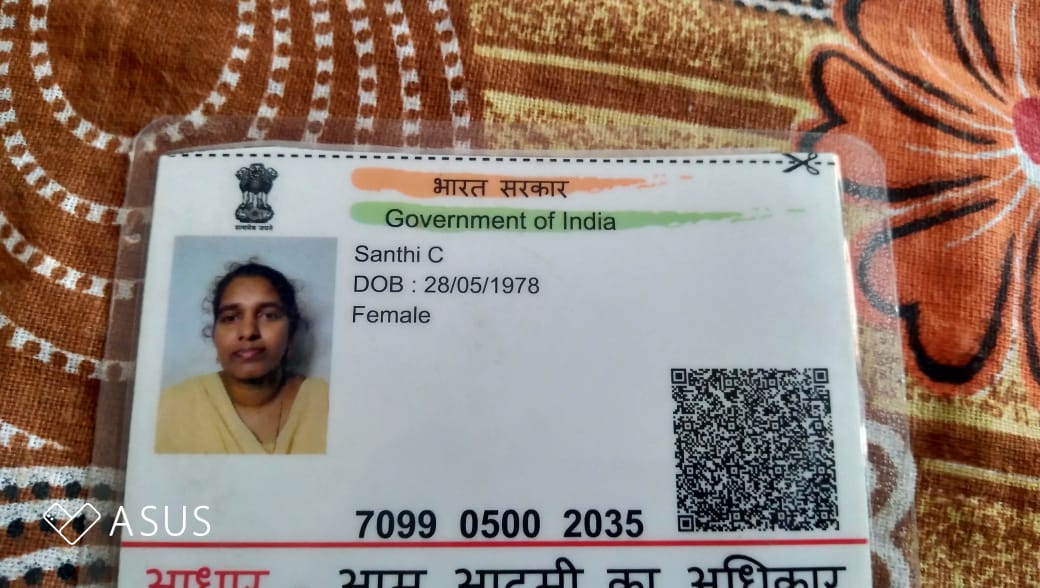 भारत सरकार
Government of India
सत्यमेव जयते
Santhi C
DOB : 28/05/1978
Female
7099 0500 2035
आधार - आम आदमी का अधिकार
ASUS